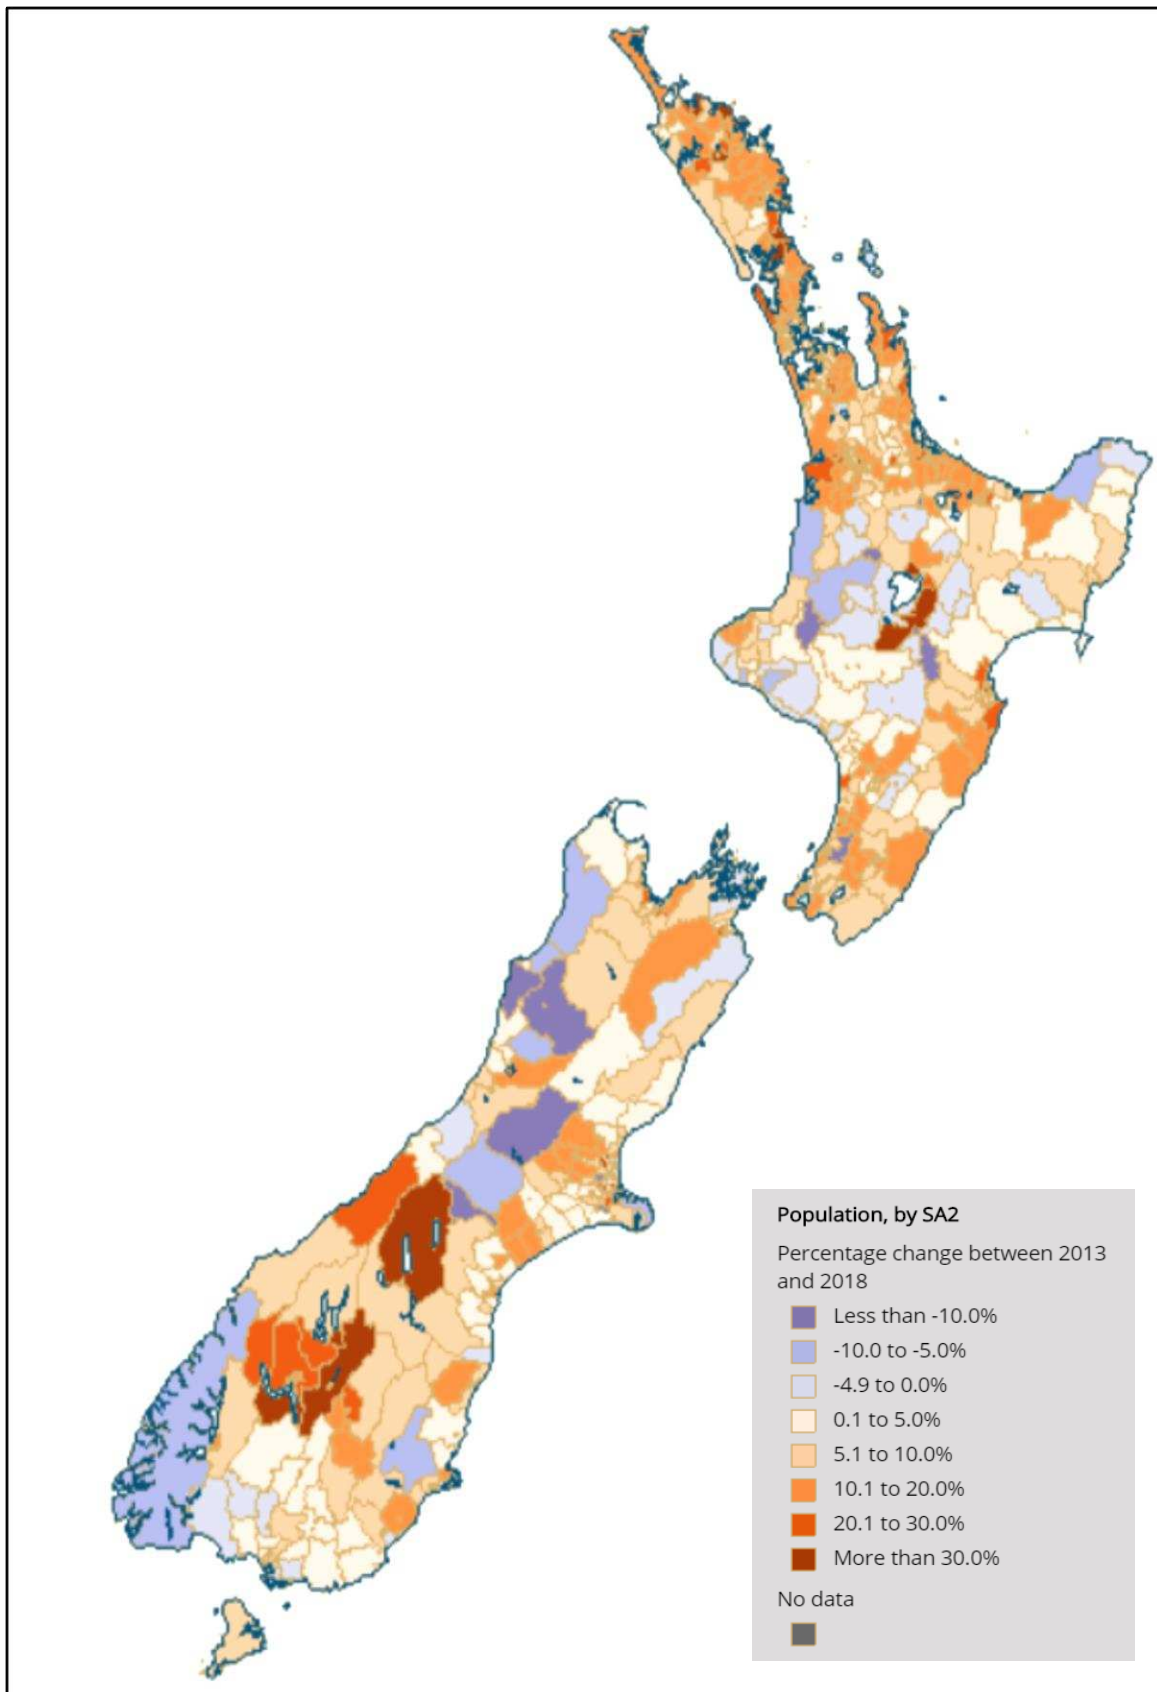 Population, by SA2
Percentage change between 2013
and 2018
Less than -10.0%
-10.0 to -5.0%
-4.9 to 0.0%
0.1 to 5.0%
5.1 to 10.0%
10.1 to 20.0%
20.1 to 30.0%
More than 30.0%
No data